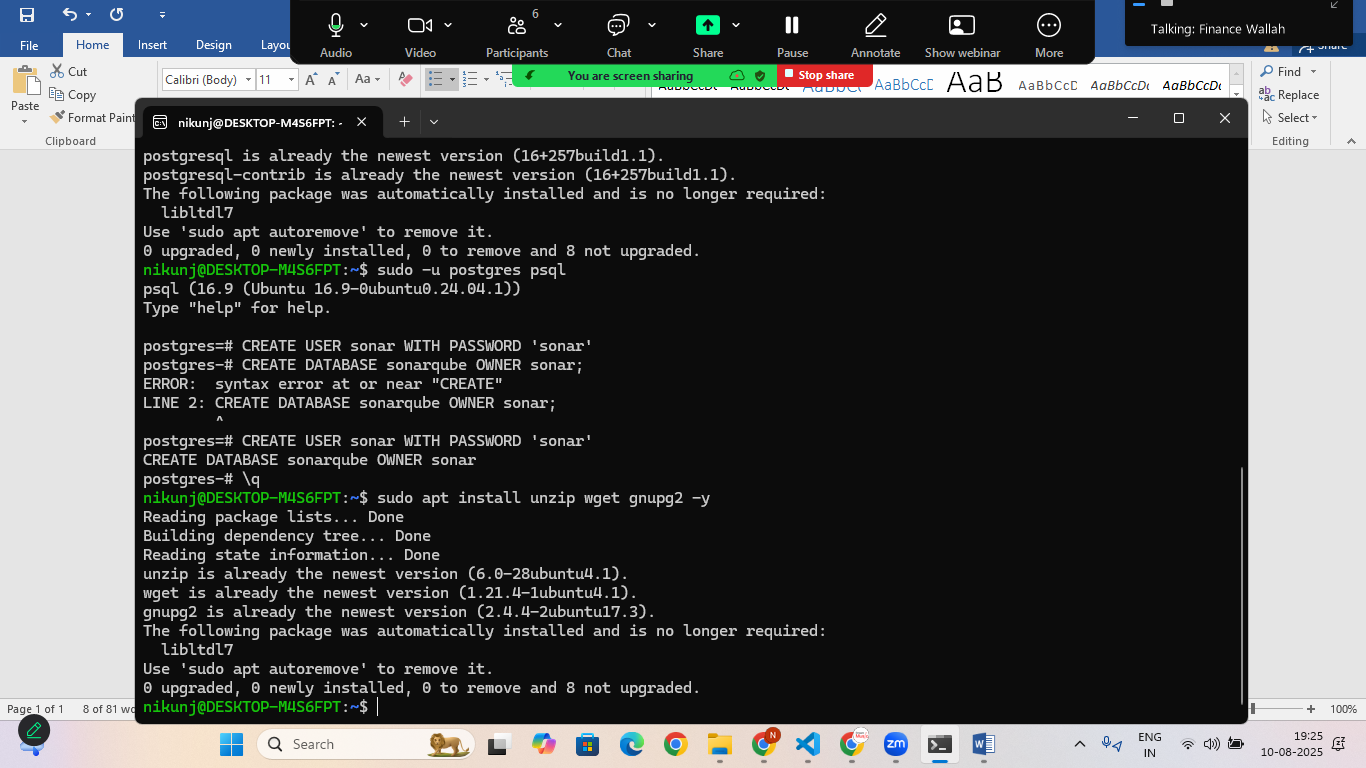 6
Talking: Finance Wallah
Audio
Video
Participants
Chat
Share
Pause
Annotate
Show webinar
More
You are screen sharing
Stop share
File
Home
Insert
Design
Share
Cut
Copy
Format
Paste
Clipboard
Calibri (Body)
11
Aa
AaB
AaBbCcD
AaBbCcD
Find
Replace
Select
Editing
nikunj@DESKTOP-M4S6FPT: ~
postgresql is already the newest version (16+257build1.1).
postgresql-contrib is already the newest version (16+257build1.1).
The following package was automatically installed and is no longer required:
libltdl7
Use 'sudo apt autoremove' to remove it.
0 upgraded, 0 newly installed, 0 to remove and 8 not upgraded.
nikunj@DESKTOP-M4S6FPT:~$ sudo -u postgres psql
psql (16.9 (Ubuntu 16.9-0ubuntu0.24.04.1))
Type "help" for help.
postgres=# CREATE USER sonar WITH PASSWORD 'sonar'
postgres-# CREATE DATABASE sonarqube OWNER sonar;
ERROR:  syntax error at or near "CREATE"
LINE 2: CREATE DATABASE sonarqube OWNER sonar;
^
postgres=# CREATE USER sonar WITH PASSWORD 'sonar'
CREATE DATABASE sonarqube OWNER sonar
postgres-# \q
nikunj@DESKTOP-M4S6FPT:~$ sudo apt install unzip wget gnupg2 -y
Reading package lists... Done
Building dependency tree... Done
Reading state information... Done
unzip is already the newest version (6.0-28ubuntu4.1).
wget is already the newest version (1.21.4-1ubuntu4.1).
gnupg2 is already the newest version (2.4.4-2ubuntu17.3).
The following package was automatically installed and is no longer required:
libltdl7
Use 'sudo apt autoremove' to remove it.
0 upgraded, 0 newly installed, 0 to remove and 8 not upgraded.
nikunj@DESKTOP-M4S6FPT:~$
Page 1 of 1
8 of 81 wo
100%
Search
ENG
IN
19:25
10-08-2025